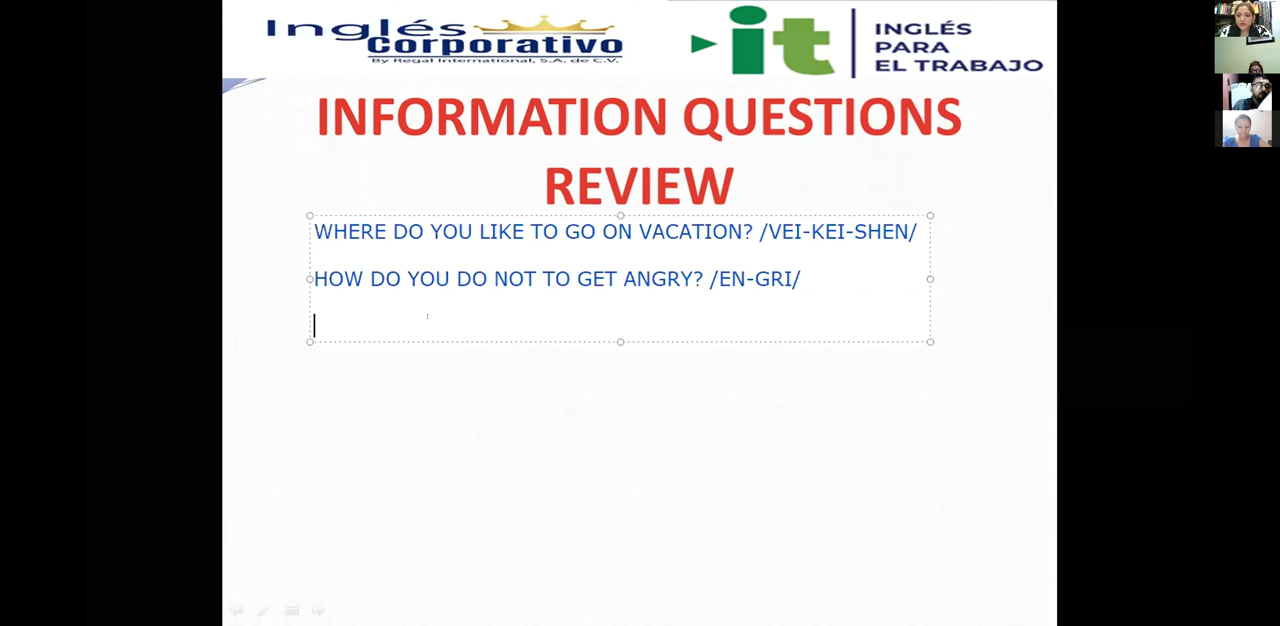 Inglés
Corporativo
By Regal International, S.A. de C.V.
it
INGLÉS
PARA
EL TRABAJO
INFORMATION QUESTIONS
REVIEW
WHERE DO YOU LIKE TO GO ON VACATION? /VEI-KEI-SHEN/
HOW DO YOU DO NOT TO GET ANGRY? /EN-GRI/